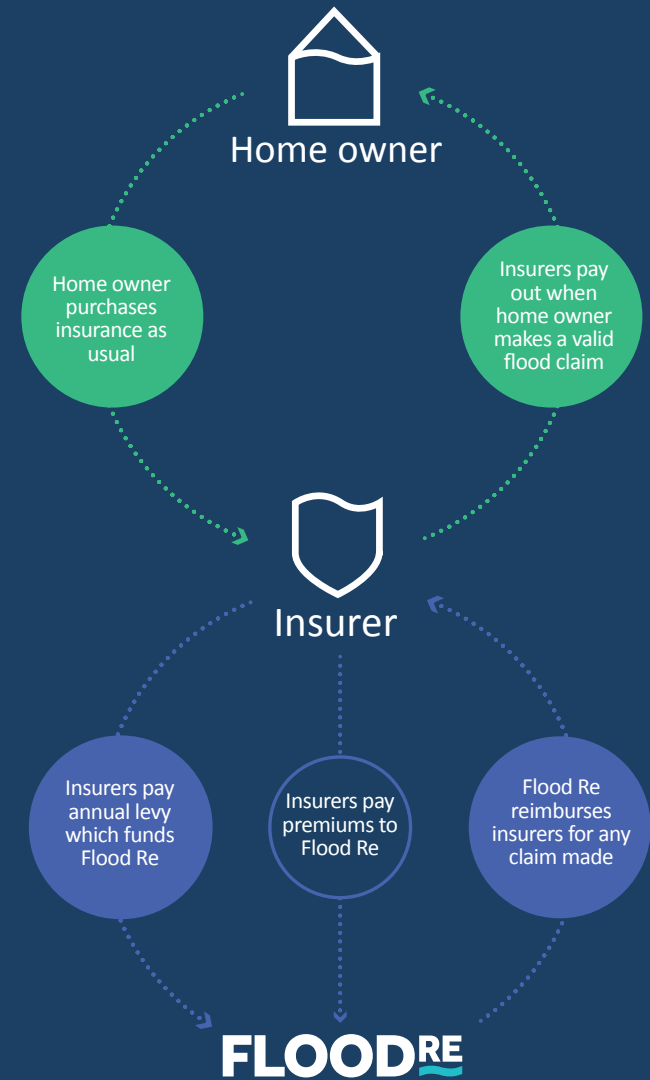 Home owner
Home owner
purchases
insurance as
usual
Insurers pay
out when
home owner
makes a valid
flood claim
Insurer
Insurers pay
annual levy
which funds
Flood Re
Insurers pay
premiums to
Flood Re
Flood Re
reimburses
insurers for any
claim made
FLOODRE